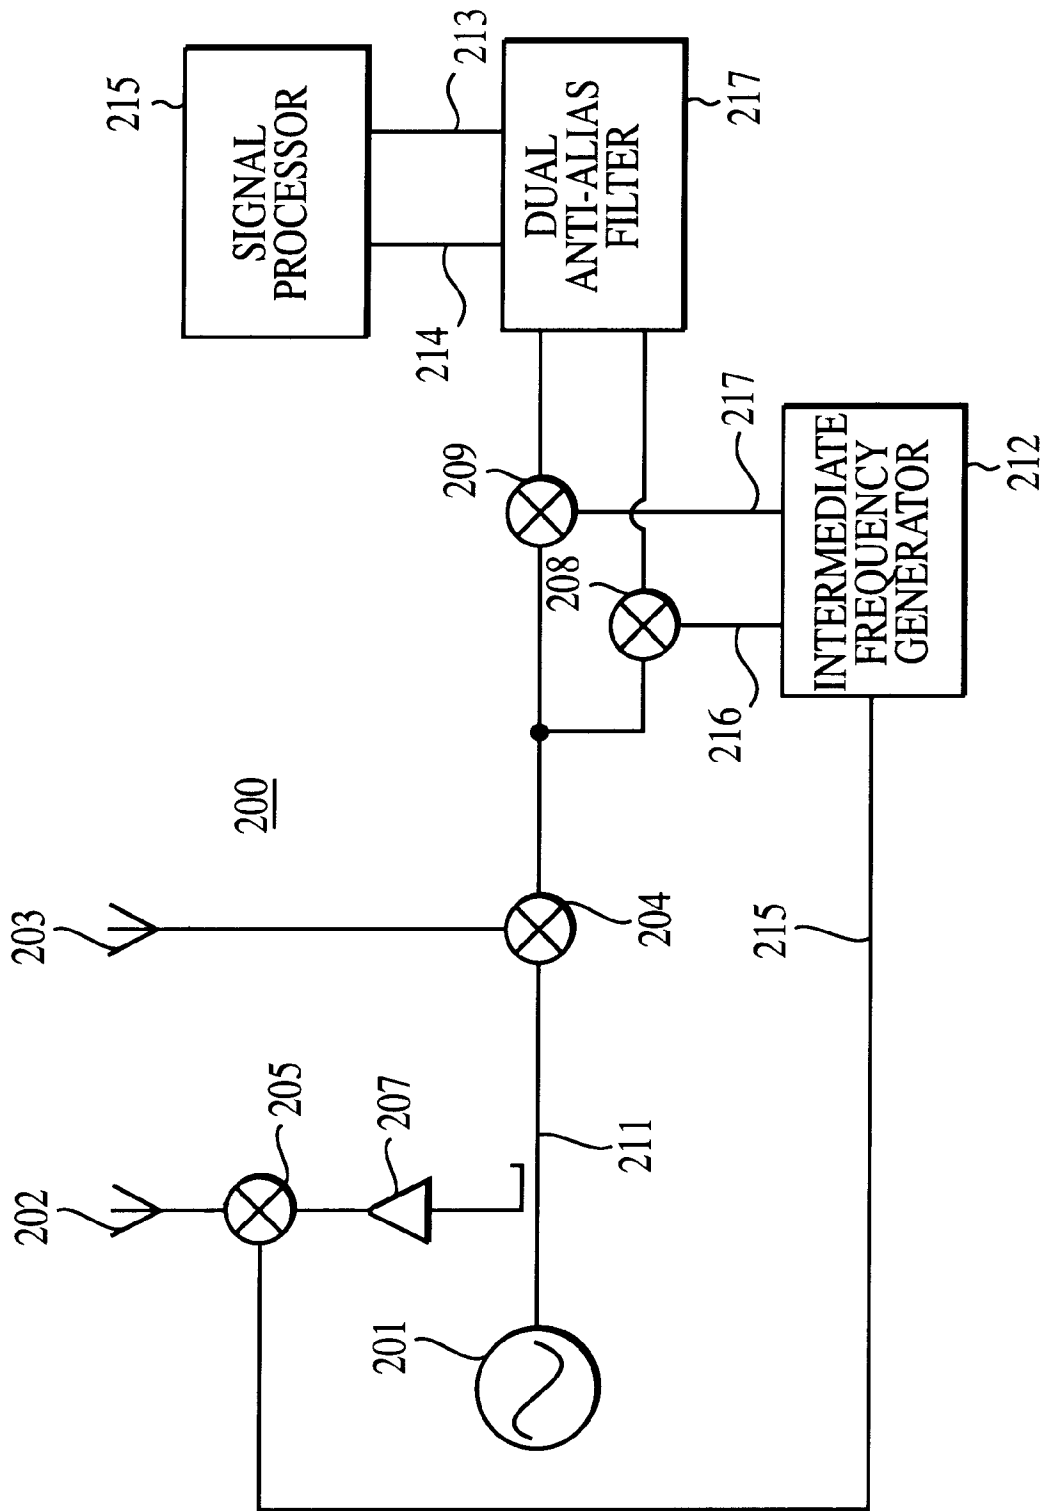 202
203
200
215
SIGNAL
PROCESSOR
205
207
214
213
201
211
204
208
209
DUAL
ANTI-ALIAS
FILTER
217
215
216
217
INTERMEDIATE
FREQUENCY
GENERATOR
212